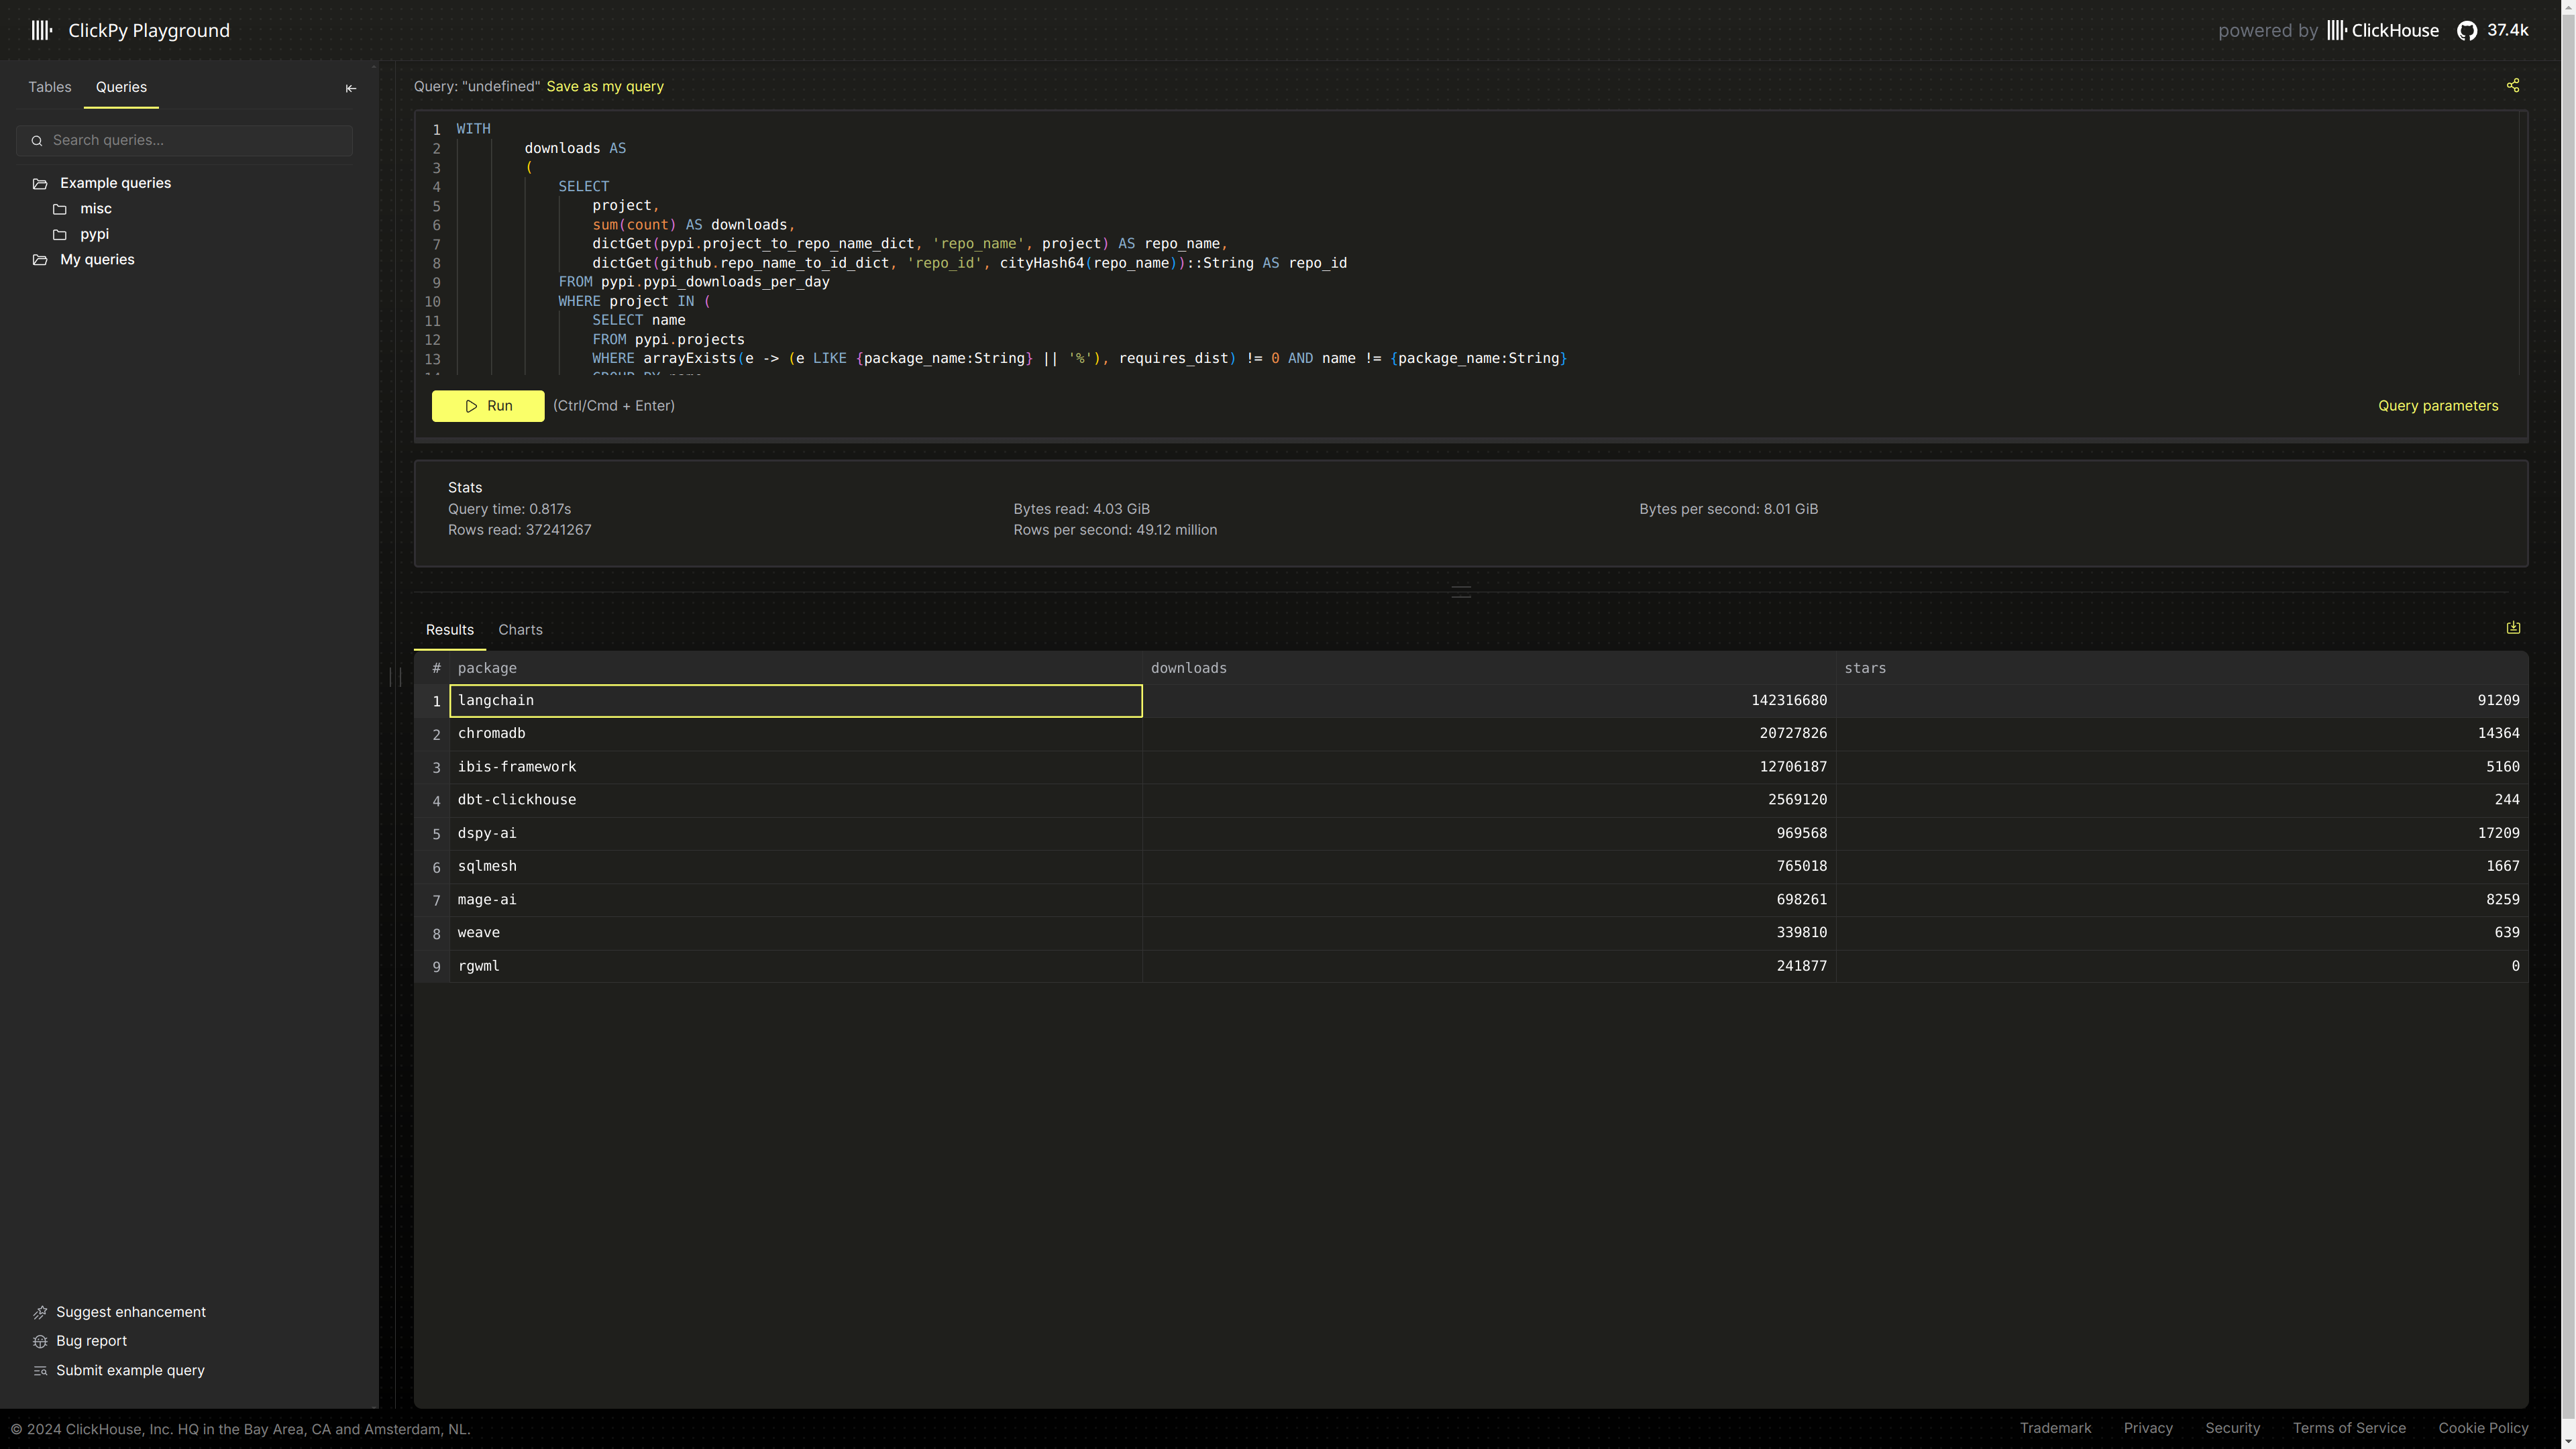 ClickPy Playground
powered by ClickHouse 37.4k
Tables Queries
Search queries...
Example queries
misc
pypi
My queries
Suggest enhancement
Bug report
Submit example query
Query: "undefined" Save as my query
1 WITH
2 downloads AS
3 (
4 SELECT
5 project,
6 sum(count) AS downloads,
7 dictGet(pypi.project_to_repo_name_dict, 'repo_name', project) AS repo_name,
8 dictGet(github.repo_name_to_id_dict, 'repo_id', cityHash64(repo_name))::String AS repo_id
9 FROM pypi.pypi_downloads_per_day
10 WHERE project IN (
11 SELECT name
12 FROM pypi.projects
13 WHERE arrayExists(e -> (e LIKE {package_name:String} || '%'), requires_dist) != 0 AND name != {package_name:String}
Run (Ctrl/Cmd + Enter) Query parameters
Stats
Query time: 0.817s Bytes read: 4.03 GiB Bytes per second: 8.01 GiB
Rows read: 37241267 Rows per second: 49.12 million
Results Charts
# package downloads stars
1 langchain 142316680 91209
2 chromadb 20727826 14364
3 ibis-framework 12706187 5160
4 dbt-clickhouse 2569120 244
5 dspy-ai 969568 17209
6 sqlmesh 765018 1667
7 mage-ai 698261 8259
8 weave 339810 639
9 rgwml 241877 0
© 2024 ClickHouse, Inc. HQ in the Bay Area, CA and Amsterdam, NL.
Trademark Privacy Security Terms of Service Cookie Policy